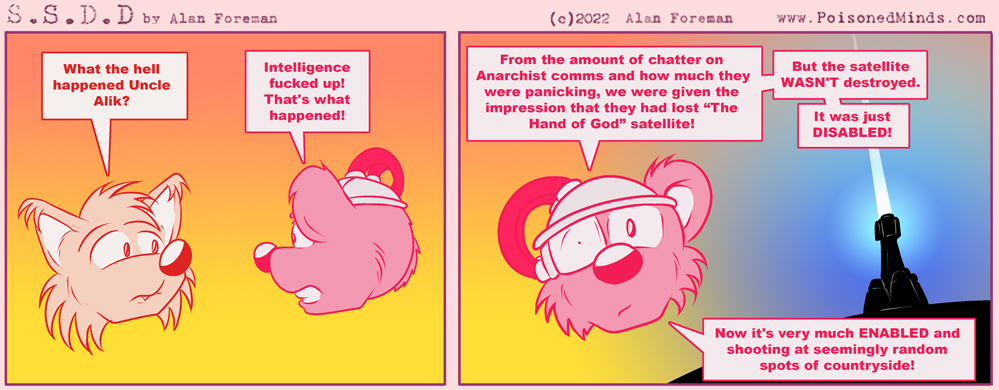 S.S.D.D by Alan Foreman
(c)2022 Alan Foreman
www.PoisonedMinds.com
What the hell
happened Uncle
Alik?
Intelligence
fucked up!
That's what
happened!
From the amount of chatter on
Anarchist comms and how much they
were panicking, we were given the
impression that they had lost “The
Hand of God” satellite!
But the satellite
WASN'T destroyed.
It was just
DISABLED!
Now it's very much ENABLED and
shooting at seemingly random
spots of countryside!